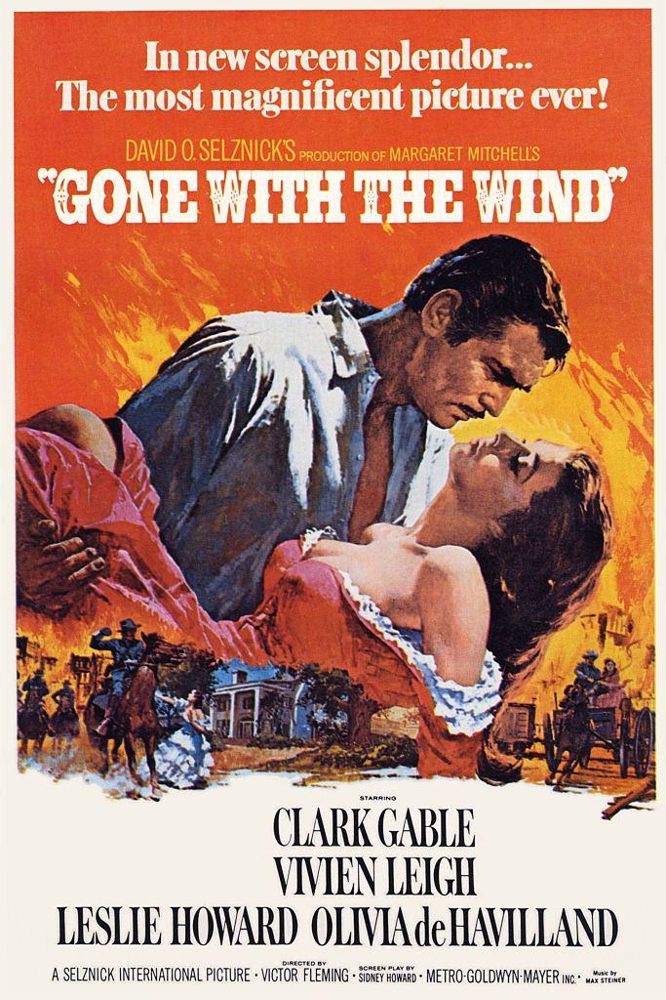 In new screen splendor...
The most magnificent picture ever!
DAVID O. SELZNICK'S PRODUCTION OF MARGARET MITCHELL'S
"GONE WITH THE WIND"
STARRING
CLARK GABLE
VIVIEN LEIGH
LESLIE HOWARD OLIVIA de HAVILLAND
A SELZNICK INTERNATIONAL PICTURE · DIRECTED BY VICTOR FLEMING · SCREEN PLAY BY SIDNEY HOWARD · METRO-GOLDWYN-MAYER INC. · Music by MAX STEINER